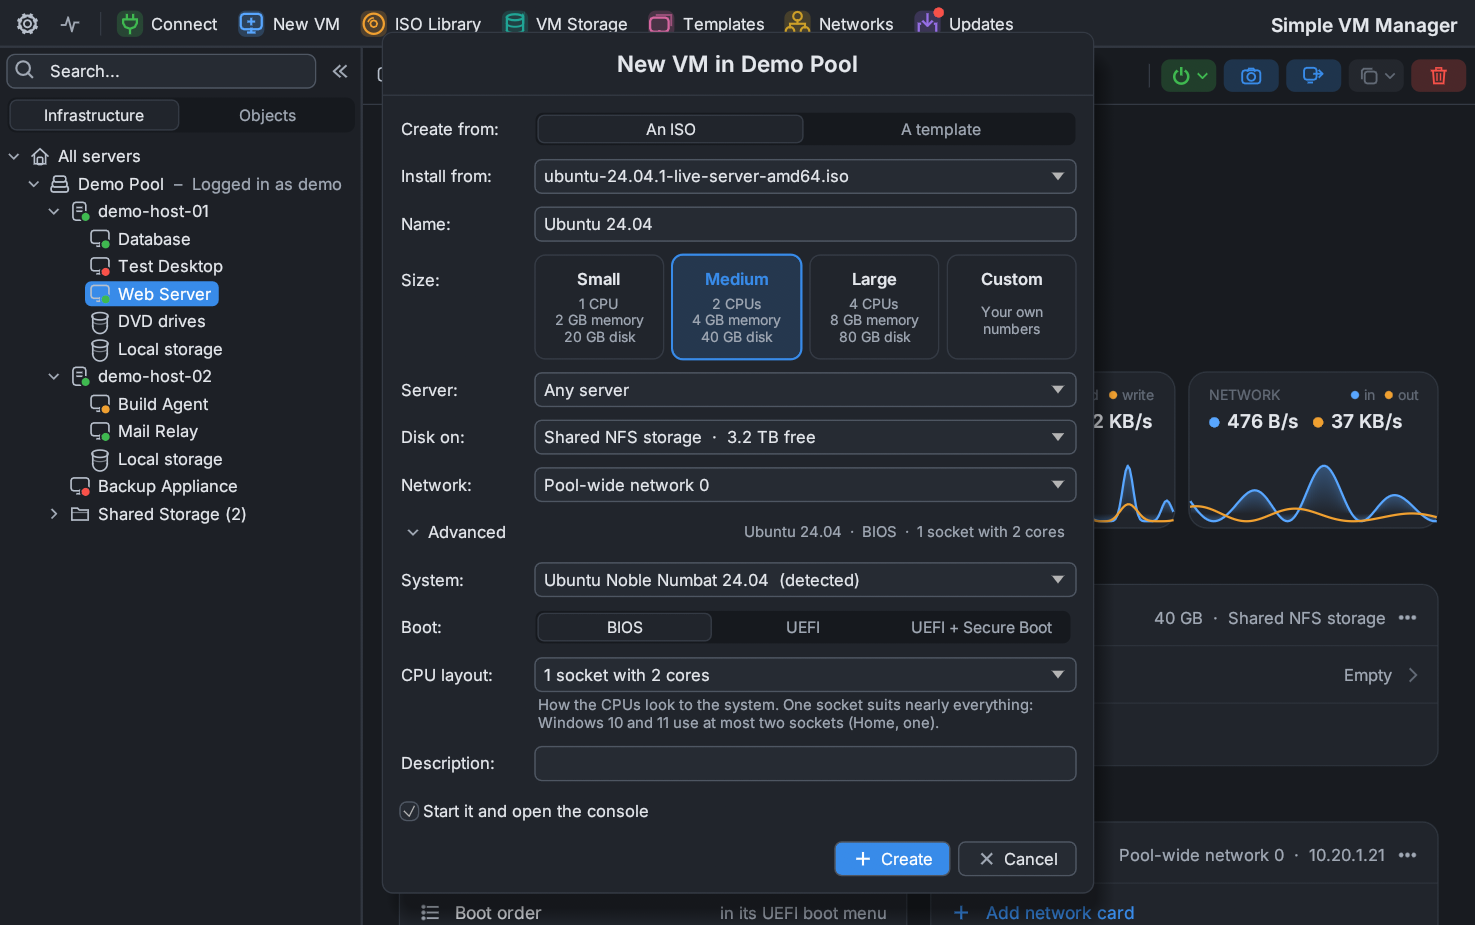 Connect
New VM
ISO Library
VM Storage
Templates
Networks
Updates
Simple VM Manager
Search...
Infrastructure
Objects
All servers
Demo Pool – Logged in as demo
demo-host-01
Database
Test Desktop
Web Server
DVD drives
Local storage
demo-host-02
Build Agent
Mail Relay
Local storage
Backup Appliance
Shared Storage (2)
New VM in Demo Pool
Create from:
An ISO
A template
Install from:
ubuntu-24.04.1-live-server-amd64.iso
Name:
Ubuntu 24.04
Size:
Small
1 CPU
2 GB memory
20 GB disk
Medium
2 CPUs
4 GB memory
40 GB disk
Large
4 CPUs
8 GB memory
80 GB disk
Custom
Your own
numbers
Server:
Any server
Disk on:
Shared NFS storage · 3.2 TB free
Network:
Pool-wide network 0
Advanced
Ubuntu 24.04 · BIOS · 1 socket with 2 cores
System:
Ubuntu Noble Numbat 24.04 (detected)
Boot:
BIOS
UEFI
UEFI + Secure Boot
CPU layout:
1 socket with 2 cores
How the CPUs look to the system. One socket suits nearly everything:
Windows 10 and 11 use at most two sockets (Home, one).
Description:
Start it and open the console
Create
Cancel
write
2 KB/s
NETWORK
in
out
476 B/s
37 KB/s
40 GB · Shared NFS storage
Empty
Pool-wide network 0 · 10.20.1.21
Boot order
in its UEFI boot menu
Add network card